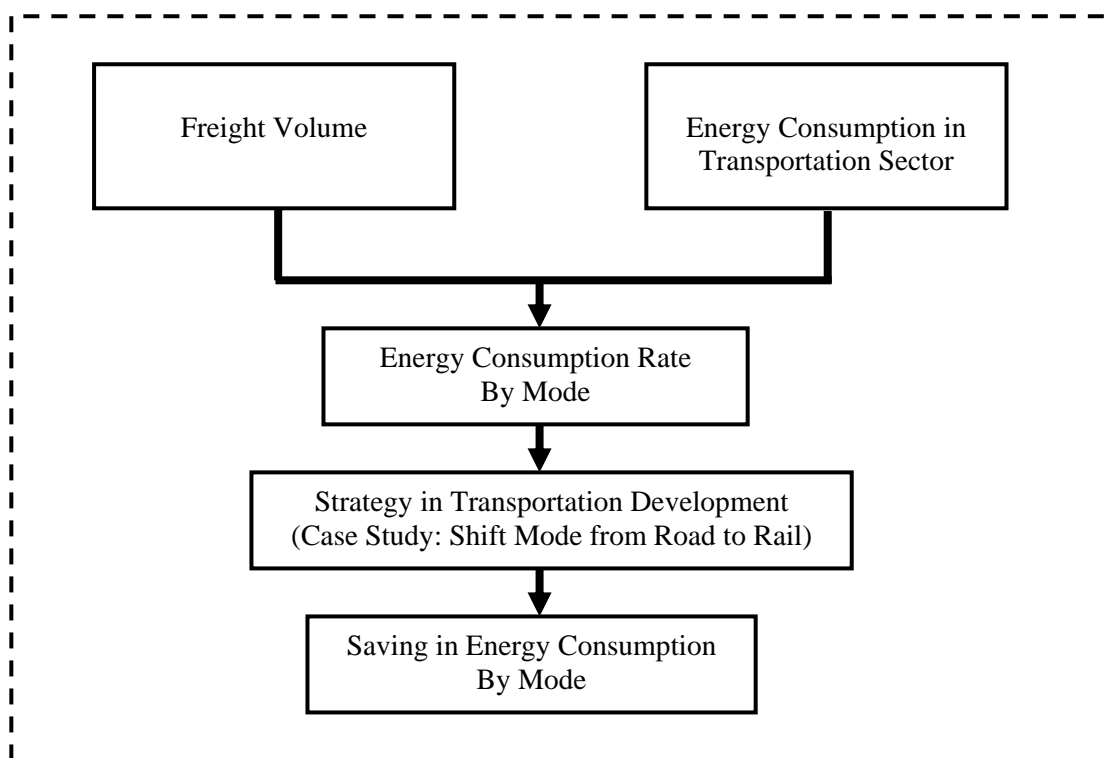 Freight Volume
Energy Consumption in
Transportation Sector
Energy Consumption Rate
By Mode
Strategy in Transportation Development
(Case Study: Shift Mode from Road to Rail)
Saving in Energy Consumption
By Mode